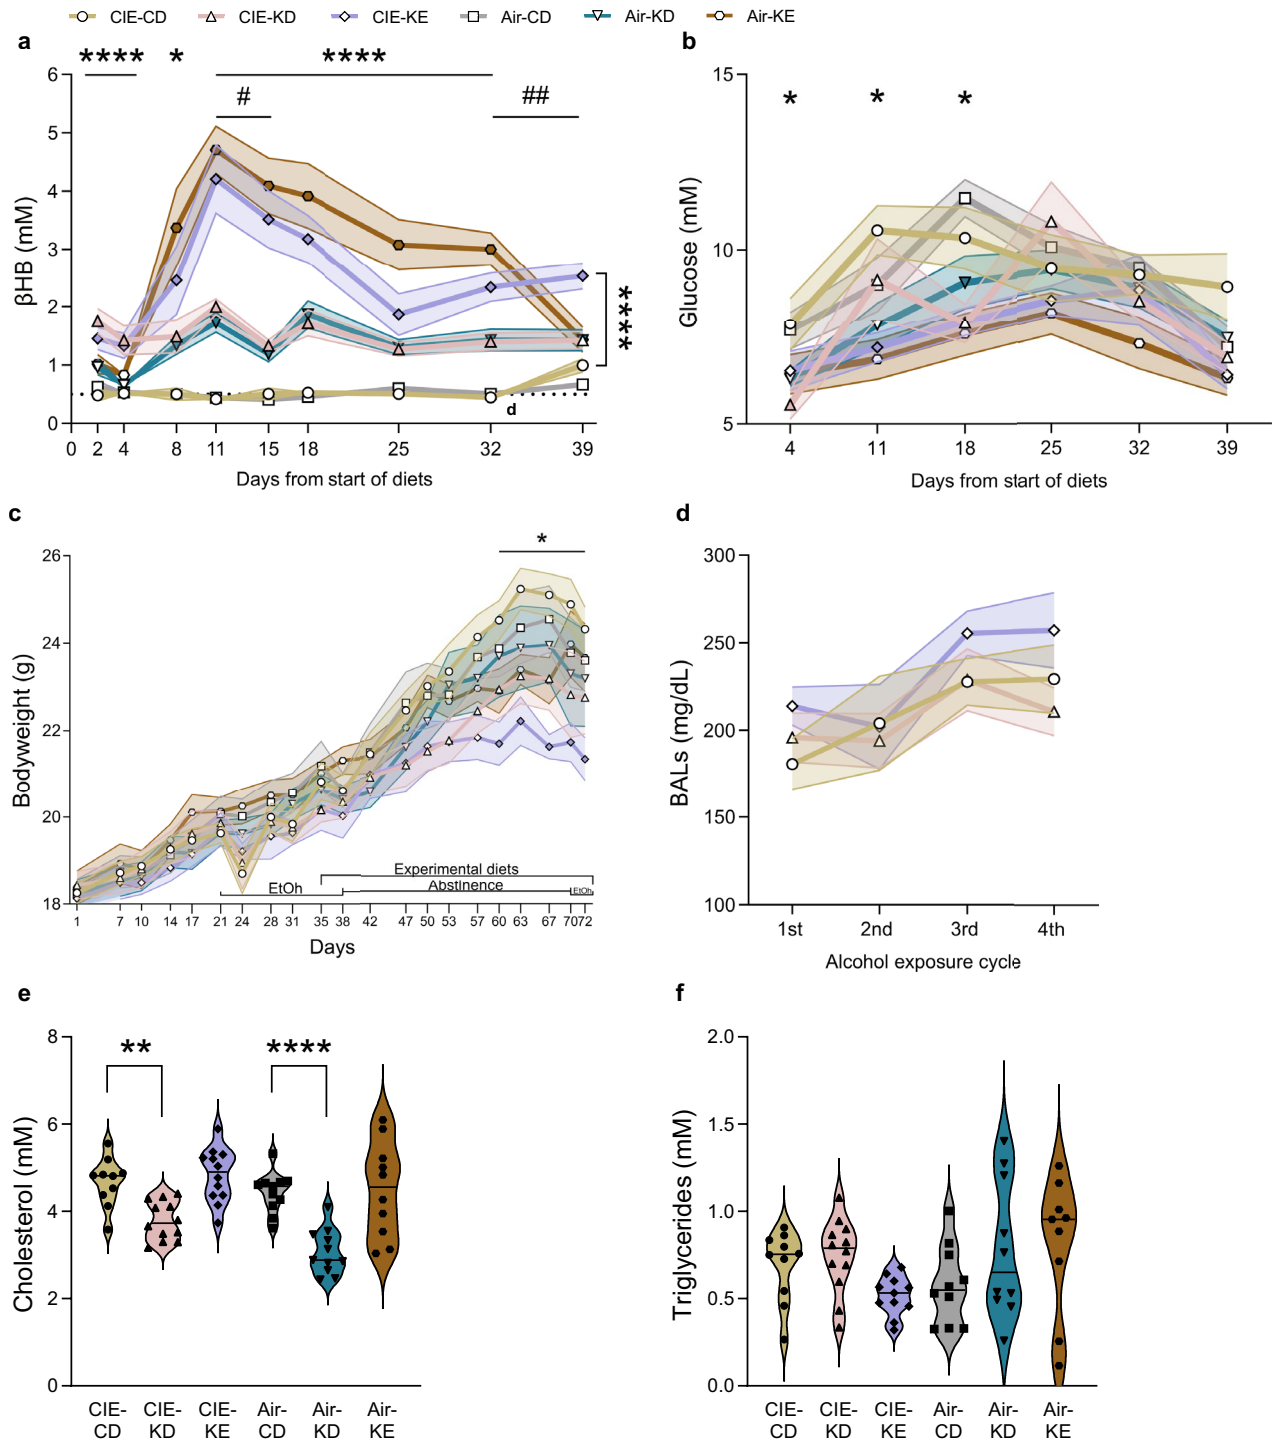 CIE-CD CIE-KD CIE-KE Air-CD Air-KD Air-KE
a
**** * ****
# ##
6
5
4
3
2
1
0
βHB (mM)
****
d
0 2 4 8 11 15 18 25 32 39
Days from start of diets
b
* * *
15
10
5
Glucose (mM)
4 11 18 25 32 39
Days from start of diets
c
*
26
24
22
20
18
Bodyweight (g)
Experimental diets
EtOh Abstinence EtOh
1 7 10 14 17 21 24 28 31 35 38 42 47 50 53 57 60 63 67 70 72
Days
d
300
250
200
150
100
BALs (mg/dL)
1st 2nd 3rd 4th
Alcohol exposure cycle
e
** ****
8
6
4
2
0
Cholesterol (mM)
CIE- CIE- CIE- Air- Air- Air-
CD KD KE CD KD KE
f
2.0
1.5
1.0
0.5
0.0
Triglycerides (mM)
CIE- CIE- CIE- Air- Air- Air-
CD KD KE CD KD KE